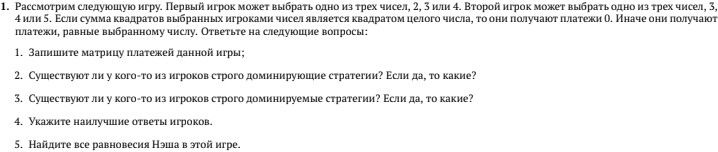 1. Рассмотрим следующую игру. Первый игрок может выбрать одно из трех чисел, 2, 3 или 4. Второй игрок может выбрать одно из трех чисел, 3,
4 или 5. Если сумма квадратов выбранных игроками чисел является квадратом целого числа, то они получают платежи 0. Иначе они получают
платежи, равные выбранному числу. Ответьте на следующие вопросы:
1. Запишите матрицу платежей данной игры;
2. Существуют ли у кого-то из игроков строго доминирующие стратегии? Если да, то какие?
3. Существуют ли у кого-то из игроков строго доминируемые стратегии? Если да, то какие?
4. Укажите наилучшие ответы игроков.
5. Найдите все равновесия Нэша в этой игре.